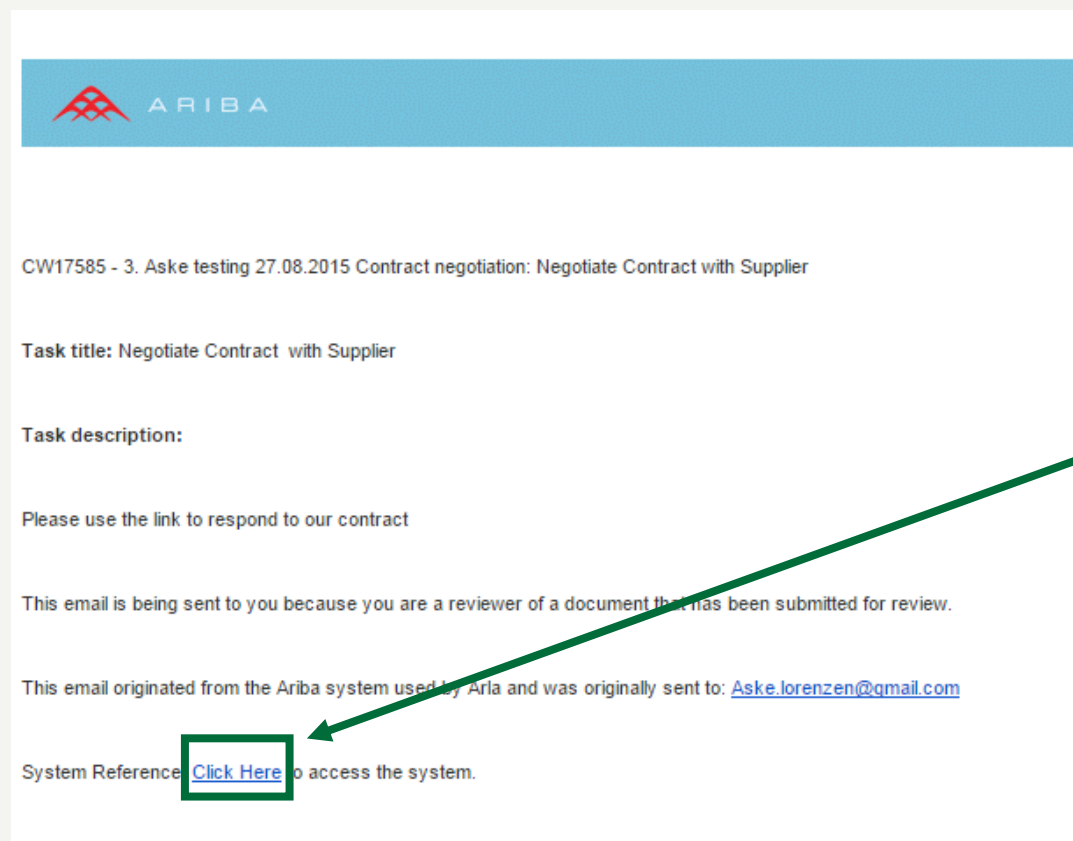 ARIBA
CW17585 - 3. Aske testing 27.08.2015 Contract negotiation: Negotiate Contract with Supplier
Task title: Negotiate Contract  with Supplier
Task description:
Please use the link to respond to our contract
This email is being sent to you because you are a reviewer of a document that has been submitted for review.
This email originated from the Ariba system used by Arla and was originally sent to: Aske.lorenzen@gmail.com
System Reference Click Here o access the system.